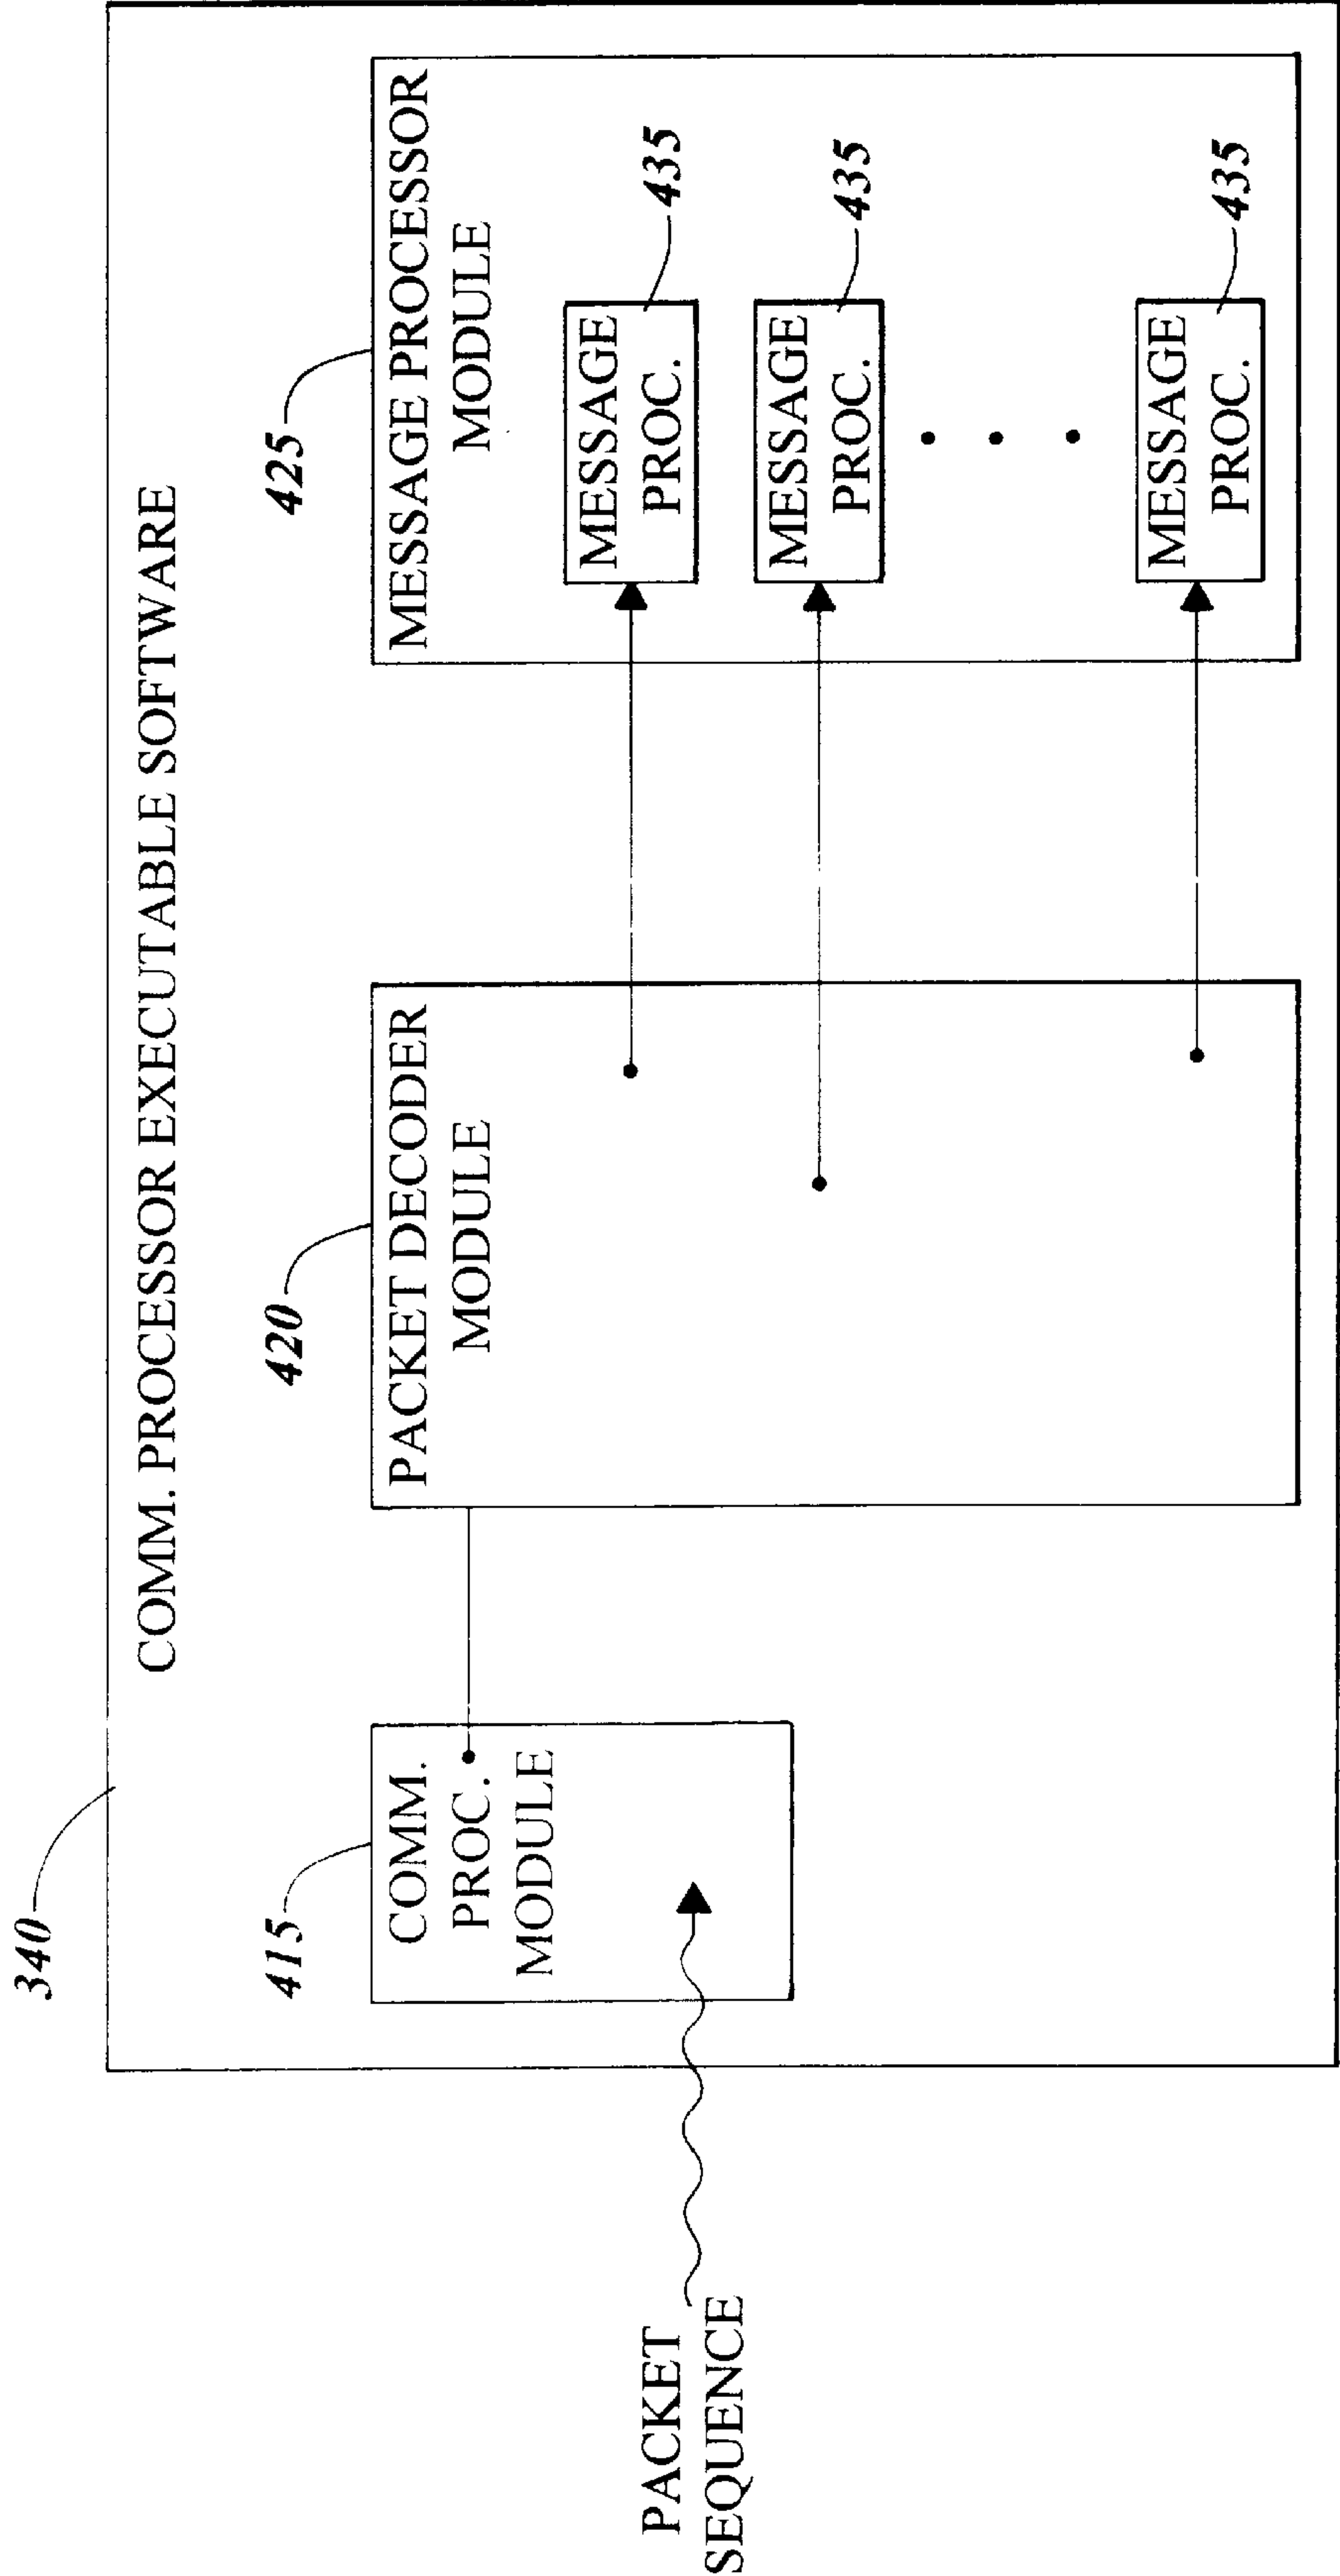 340
COMM. PROCESSOR EXECUTABLE SOFTWARE
415
COMM.
PROC.
MODULE
PACKET
SEQUENCE
420
PACKET DECODER
MODULE
425
MESSAGE PROCESSOR
MODULE
MESSAGE
PROC.
435
MESSAGE
PROC.
435
MESSAGE
PROC.
435